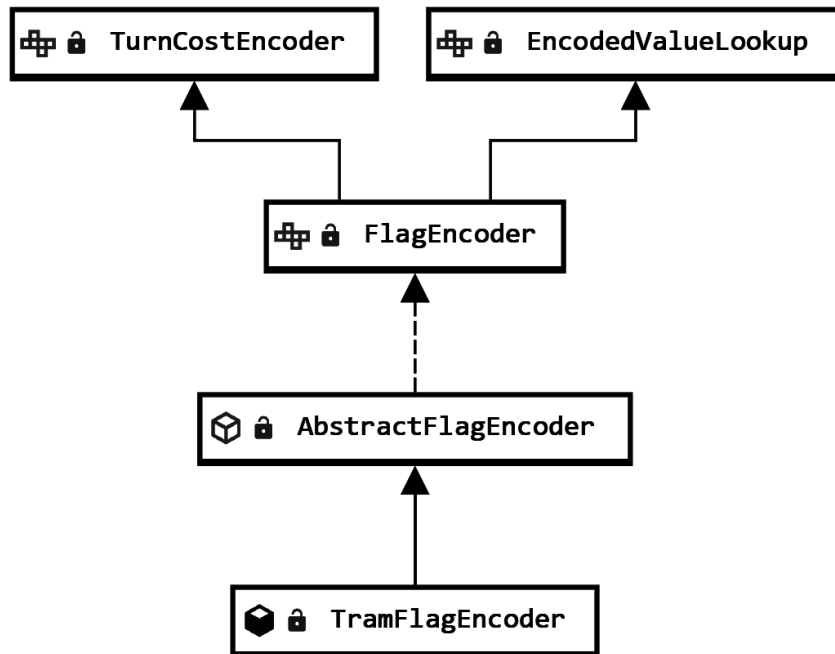 TurnCostEncoder
EncodedValueLookup
FlagEncoder
AbstractFlagEncoder
TramFlagEncoder